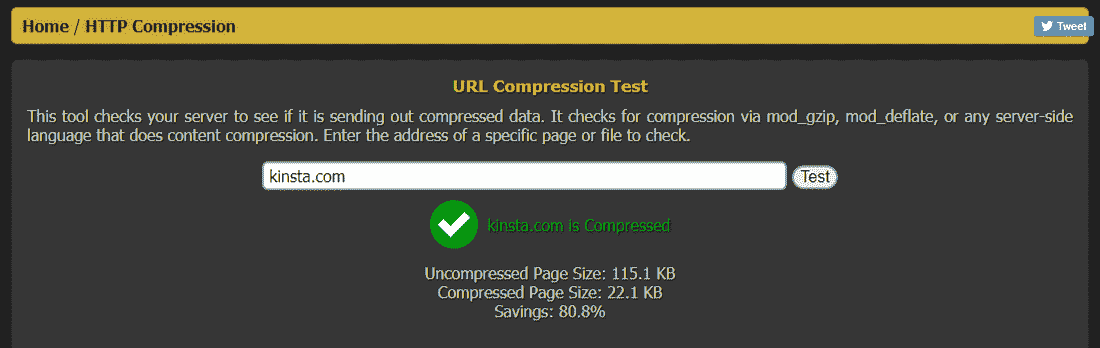 Home / HTTP Compression
Tweet
URL Compression Test
This tool checks your server to see if it is sending out compressed data. It checks for compression via mod_gzip, mod_deflate, or any server-side
language that does content compression. Enter the address of a specific page or file to check.
kinsta.com Test
kinsta.com is Compressed
Uncompressed Page Size: 115.1 KB
Compressed Page Size: 22.1 KB
Savings: 80.8%